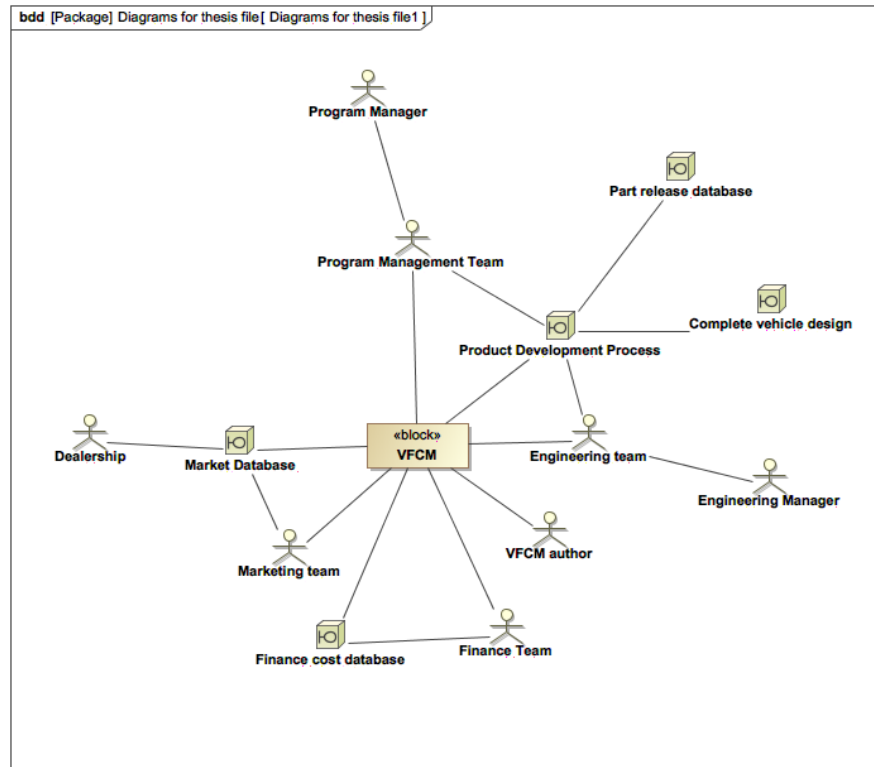 bdd [Package] Diagrams for thesis file[ Diagrams for thesis file1 ]
Program Manager
Part release database
Program Management Team
Complete vehicle design
Product Development Process
«block»
VFCM
Dealership
Market Database
Engineering team
Engineering Manager
VFCM author
Marketing team
Finance cost database
Finance Team